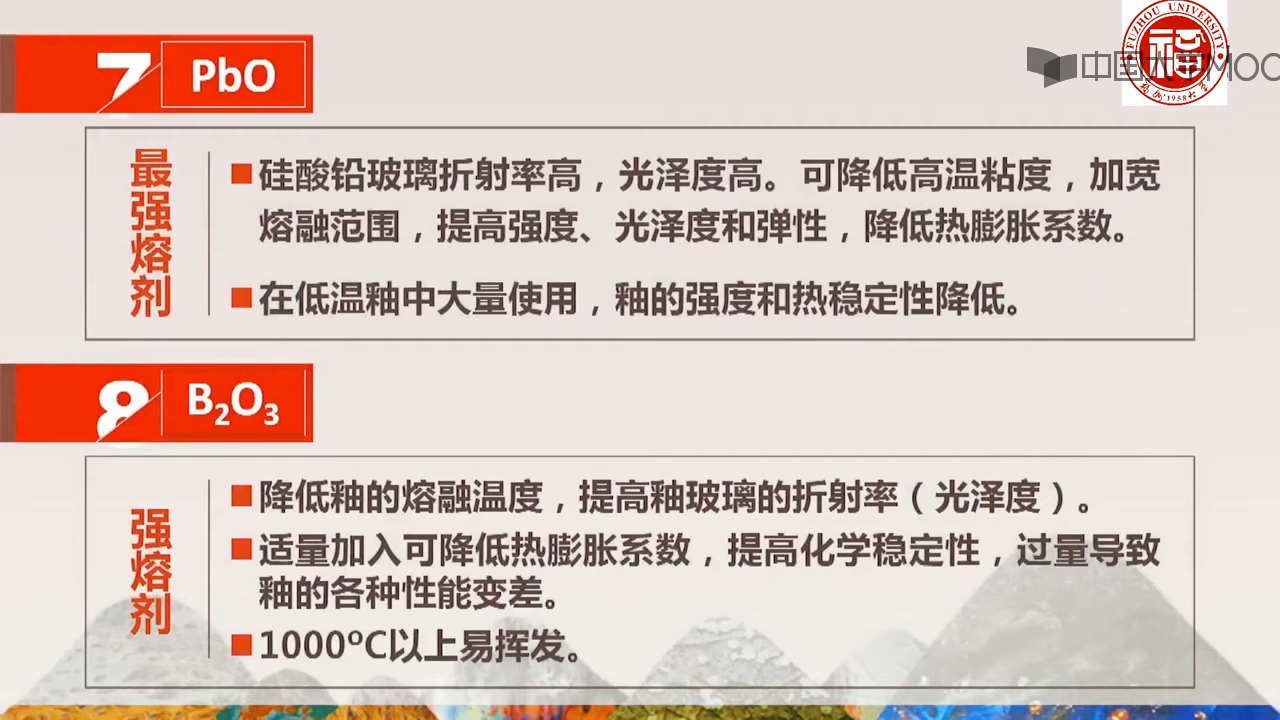 FUZHOU UNIVERSITY
中国大学MOO
1958
7 PbO
最强熔剂
硅酸铅玻璃折射率高，光泽度高。可降低高温粘度，加宽
熔融范围，提高强度、光泽度和弹性，降低热膨胀系数。
在低温釉中大量使用，釉的强度和热稳定性降低。
8 B₂O₃
强熔剂
降低釉的熔融温度，提高釉玻璃的折射率（光泽度）。
适量加入可降低热膨胀系数，提高化学稳定性，过量导致
釉的各种性能变差。
1000ºC以上易挥发。